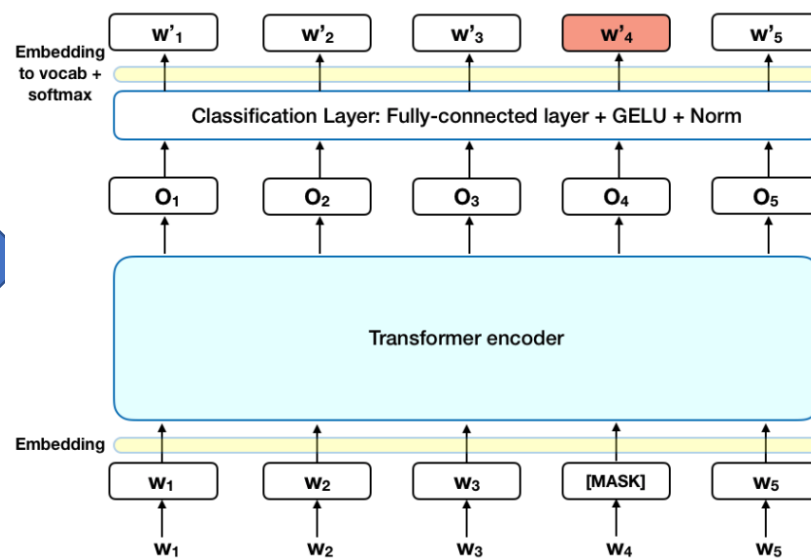 w’₁ w’₂ w’₃ w’₄ w’₅
Embedding
to vocab +
softmax
Classification Layer: Fully-connected layer + GELU + Norm
O₁ O₂ O₃ O₄ O₅
Transformer encoder
Embedding
w₁ w₂ w₃ [MASK] w₅
w₁ w₂ w₃ w₄ w₅